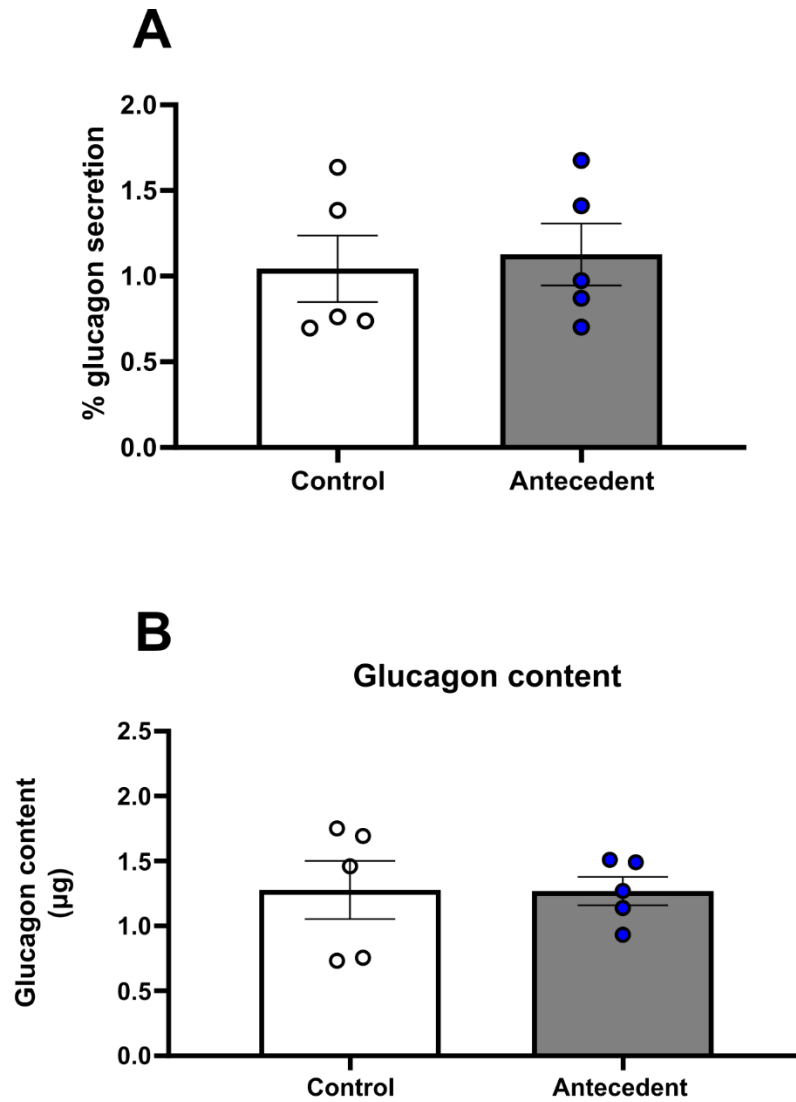 A
% glucagon secretion
2.0
1.5
1.0
0.5
0.0
Control Antecedent
B
Glucagon content
Glucagon content
(µg)
2.5
2.0
1.5
1.0
0.5
0.0
Control Antecedent